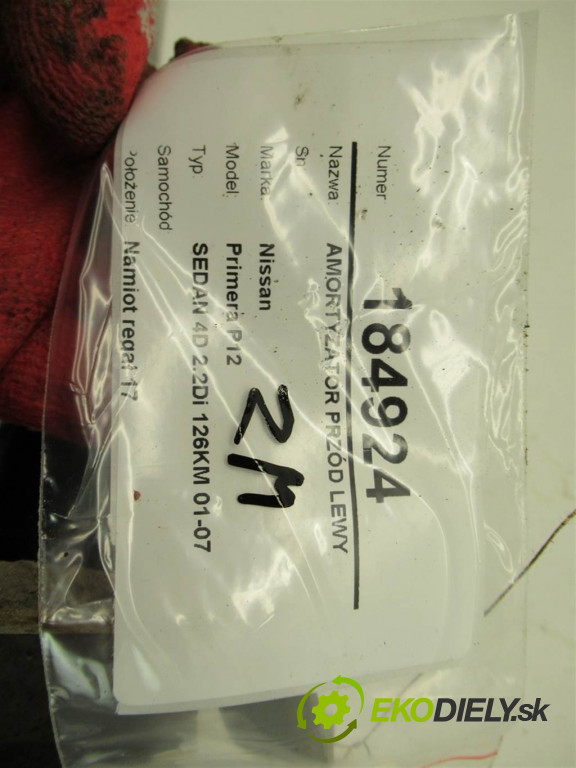 Numer 184924
Nazwa AMORTYZATOR PRZÓD LEWY
Sn
Marka: Nissan
Model: Primera P12
Typ SEDAN 4D 2.2Di 126KM 01-07
Samochód
Położenie Namiot regał 17
EKODIELY.sk